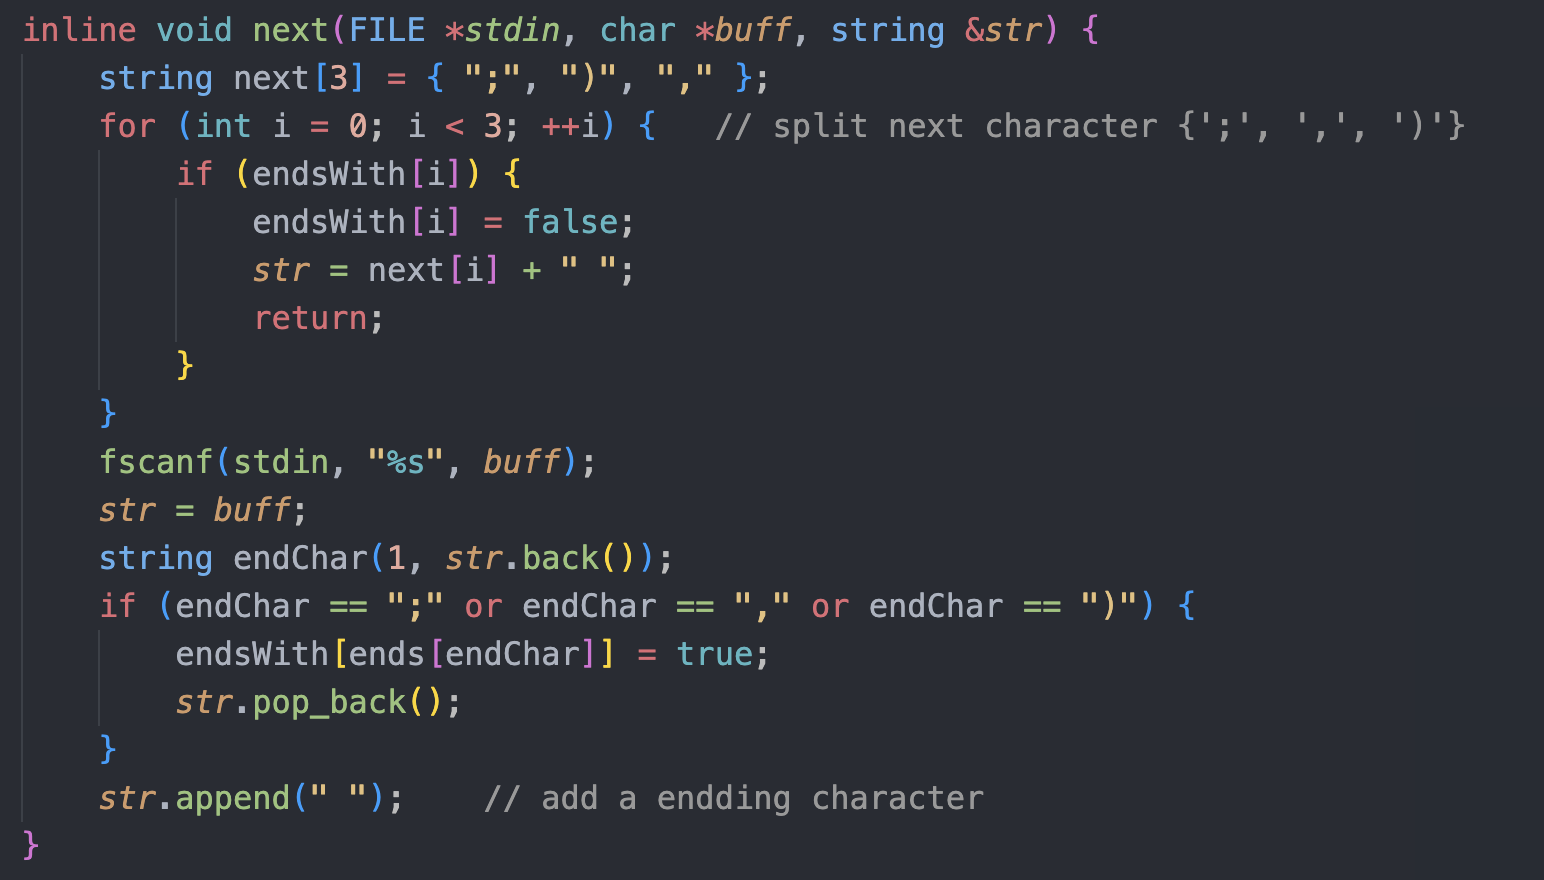 inline void next(FILE *stdin, char *buff, string &str) {
    string next[3] = { ";", ")", "," };
    for (int i = 0; i < 3; ++i) {   // split next character {';', ',', ')'}
        if (endsWith[i]) {
            endsWith[i] = false;
            str = next[i] + " ";
            return;
        }
    }
    fscanf(stdin, "%s", buff);
    str = buff;
    string endChar(1, str.back());
    if (endChar == ";" or endChar == "," or endChar == ")") {
        endsWith[ends[endChar]] = true;
        str.pop_back();
    }
    str.append(" ");    // add a endding character
}